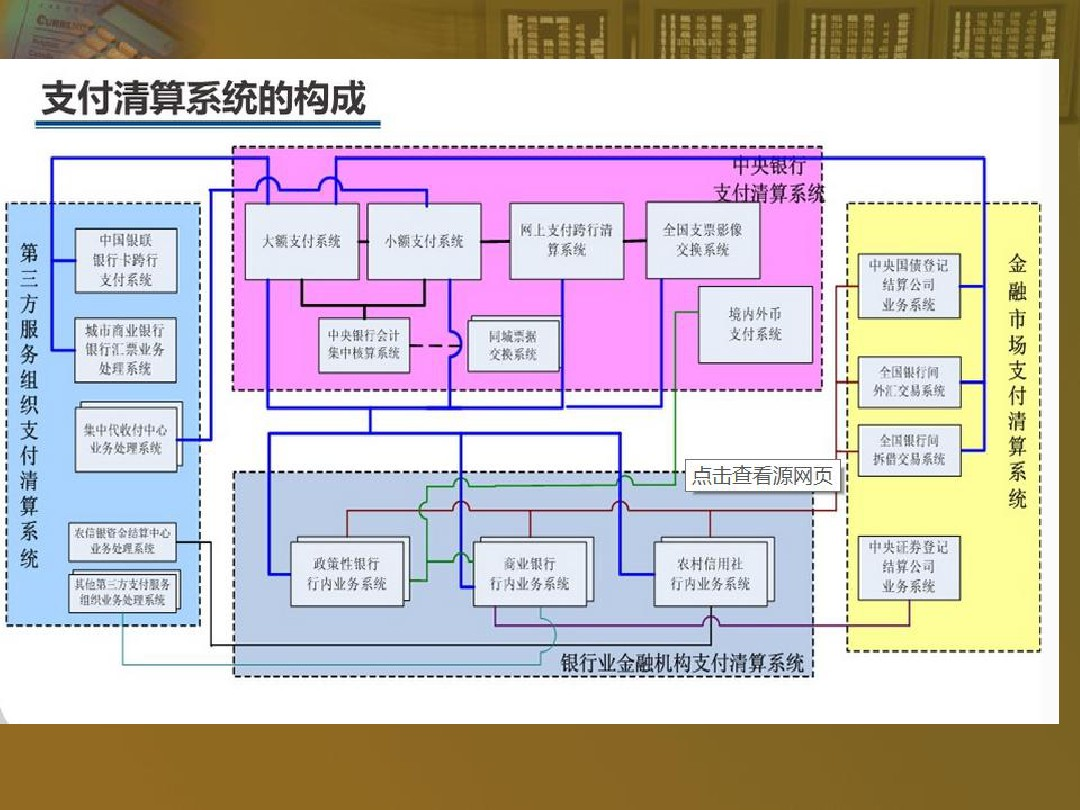 支付清算系统的构成
中央银行
支付清算系统
大额支付系统
小额支付系统
网上支付跨行清
算系统
全国支票影像
交换系统
中央银行会计
集中核算系统
同城票据
交换系统
境内外币
支付系统
第三方服务组织支付清算系统
中国银联
银行卡跨行
支付系统
城市商业银行
银行汇票业务
处理系统
集中代收付中心
业务处理系统
农信银资金结算中心
业务处理系统
其他第三方支付服务
组织业务处理系统
金融市场支付清算系统
中央国债登记
结算公司
业务系统
全国银行间
外汇交易系统
全国银行间
拆借交易系统
中央证券登记
结算公司
业务系统
点击查看源网页
政策性银行
行内业务系统
商业银行
行内业务系统
农村信用社
行内业务系统
银行业金融机构支付清算系统